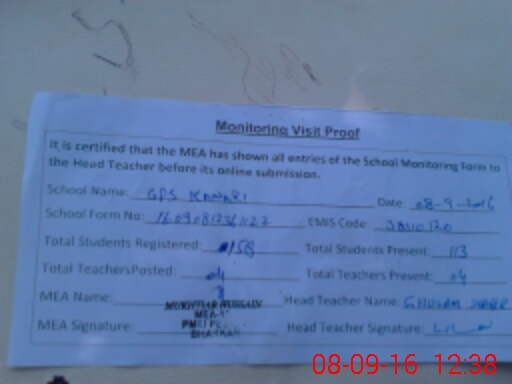 Monitoring Visit Proof
It is certified that the MEA has shown all entries of the School Monitoring Form to
the Head Teacher before its online submission.
School Name: GPS Date 08-9-2016
School Form No: EMIS Code:
Total Students Registered: 158 Total Students Present: 113
Total TeachersPosted: 04 Total Teachers Present: 04
MEA Name: MUKHTIAR HUSSAIN Head Teacher Name: GHULAM
MEA Signature: Head Teacher Signature:
08-09-16 12:38